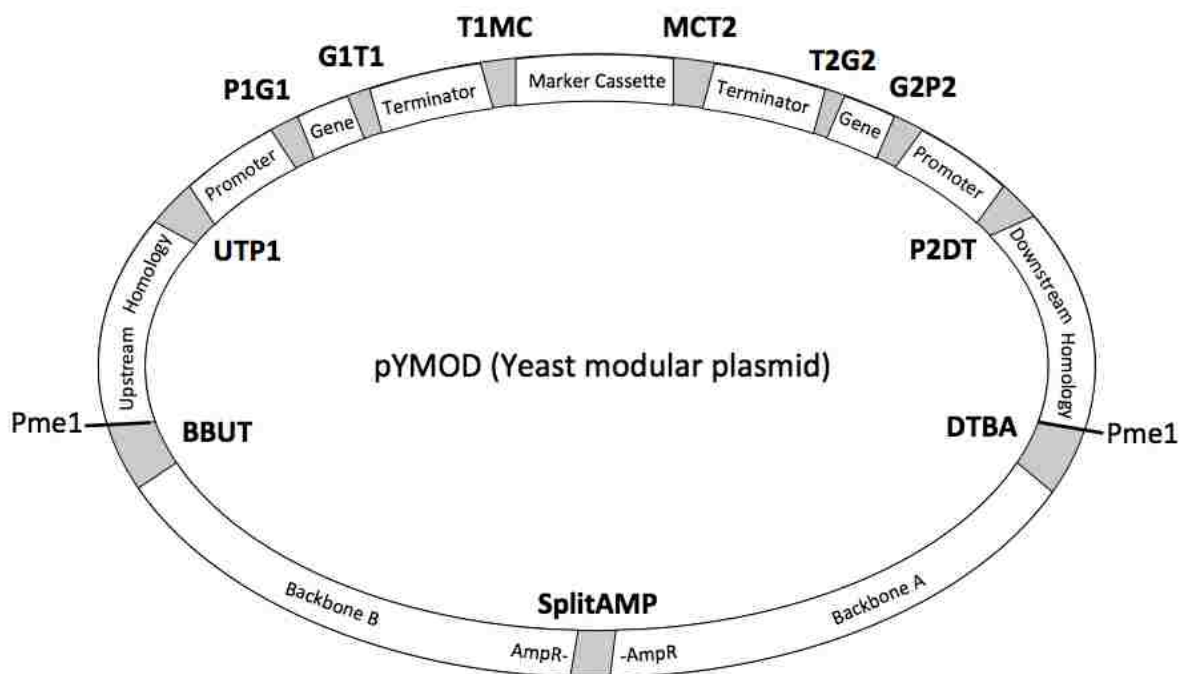 T1MC
MCT2
G1T1
T2G2
P1G1
G2P2
Marker Cassette
Terminator
Terminator
Gene
Gene
Promoter
Promoter
UTP1
P2DT
Upstream Homology
Downstream Homology
pYMOD (Yeast modular plasmid)
Pme1
BBUT
DTBA
Pme1
SplitAMP
Backbone B
Backbone A
AmpR-
-AmpR